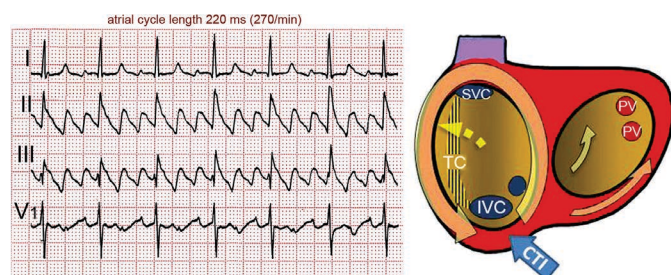 atrial cycle length 220 ms (270/min)
I
II
III
V1
SVC
PV
PV
TC
IVC
CTI